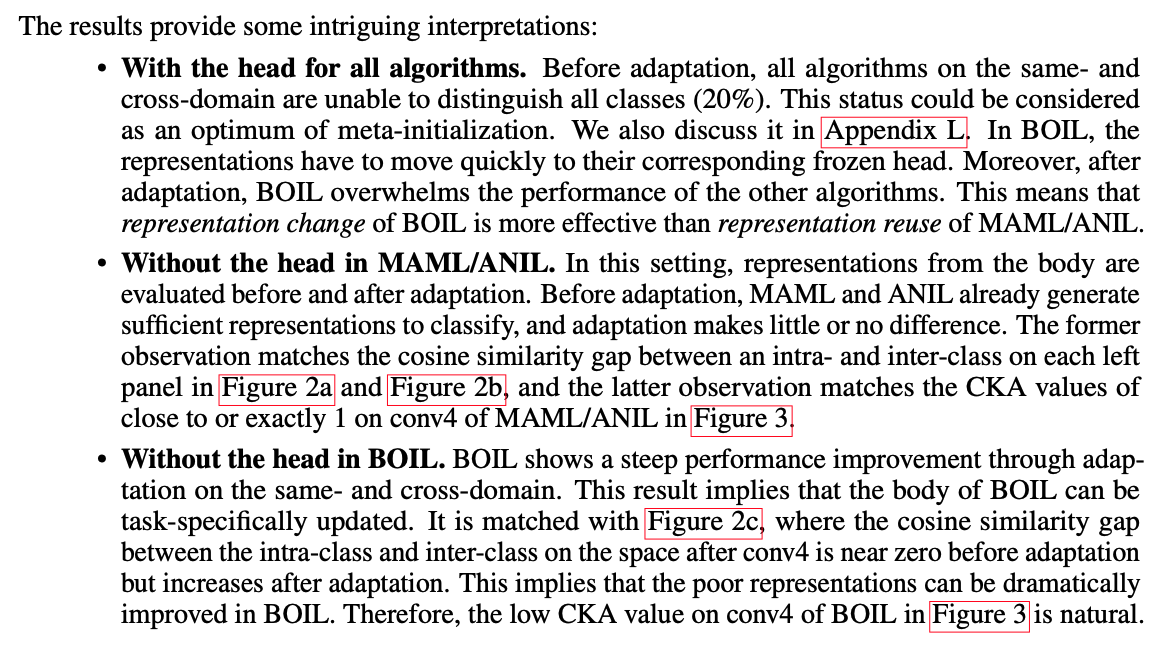 The results provide some intriguing interpretations:
• With the head for all algorithms. Before adaptation, all algorithms on the same- and
cross-domain are unable to distinguish all classes (20%). This status could be considered
as an optimum of meta-initialization. We also discuss it in Appendix L. In BOIL, the
representations have to move quickly to their corresponding frozen head. Moreover, after
adaptation, BOIL overwhelms the performance of the other algorithms. This means that
representation change of BOIL is more effective than representation reuse of MAML/ANIL.
• Without the head in MAML/ANIL. In this setting, representations from the body are
evaluated before and after adaptation. Before adaptation, MAML and ANIL already generate
sufficient representations to classify, and adaptation makes little or no difference. The former
observation matches the cosine similarity gap between an intra- and inter-class on each left
panel in Figure 2a and Figure 2b, and the latter observation matches the CKA values of
close to or exactly 1 on conv4 of MAML/ANIL in Figure 3.
• Without the head in BOIL. BOIL shows a steep performance improvement through adap-
tation on the same- and cross-domain. This result implies that the body of BOIL can be
task-specifically updated. It is matched with Figure 2c, where the cosine similarity gap
between the intra-class and inter-class on the space after conv4 is near zero before adaptation
but increases after adaptation. This implies that the poor representations can be dramatically
improved in BOIL. Therefore, the low CKA value on conv4 of BOIL in Figure 3 is natural.